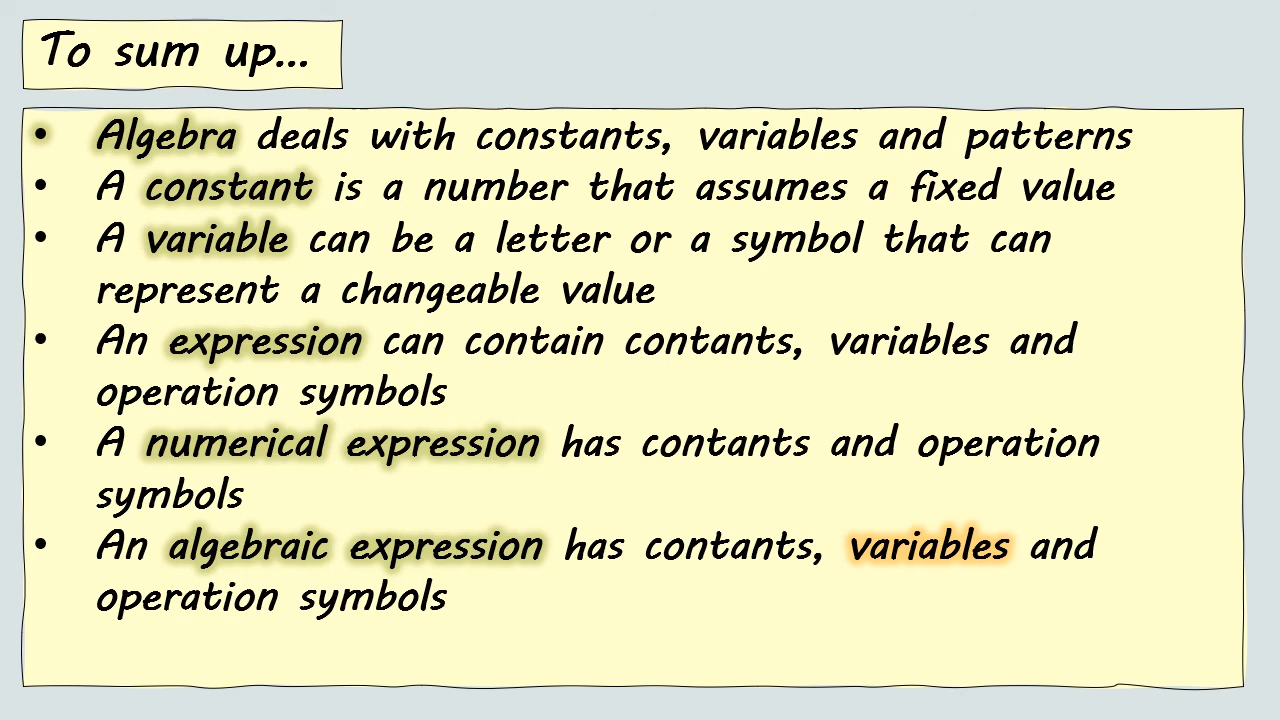 To sum up...
• Algebra deals with constants, variables and patterns
• A constant is a number that assumes a fixed value
• A variable can be a letter or a symbol that can
represent a changeable value
• An expression can contain contants, variables and
operation symbols
• A numerical expression has contants and operation
symbols
• An algebraic expression has contants, variables and
operation symbols